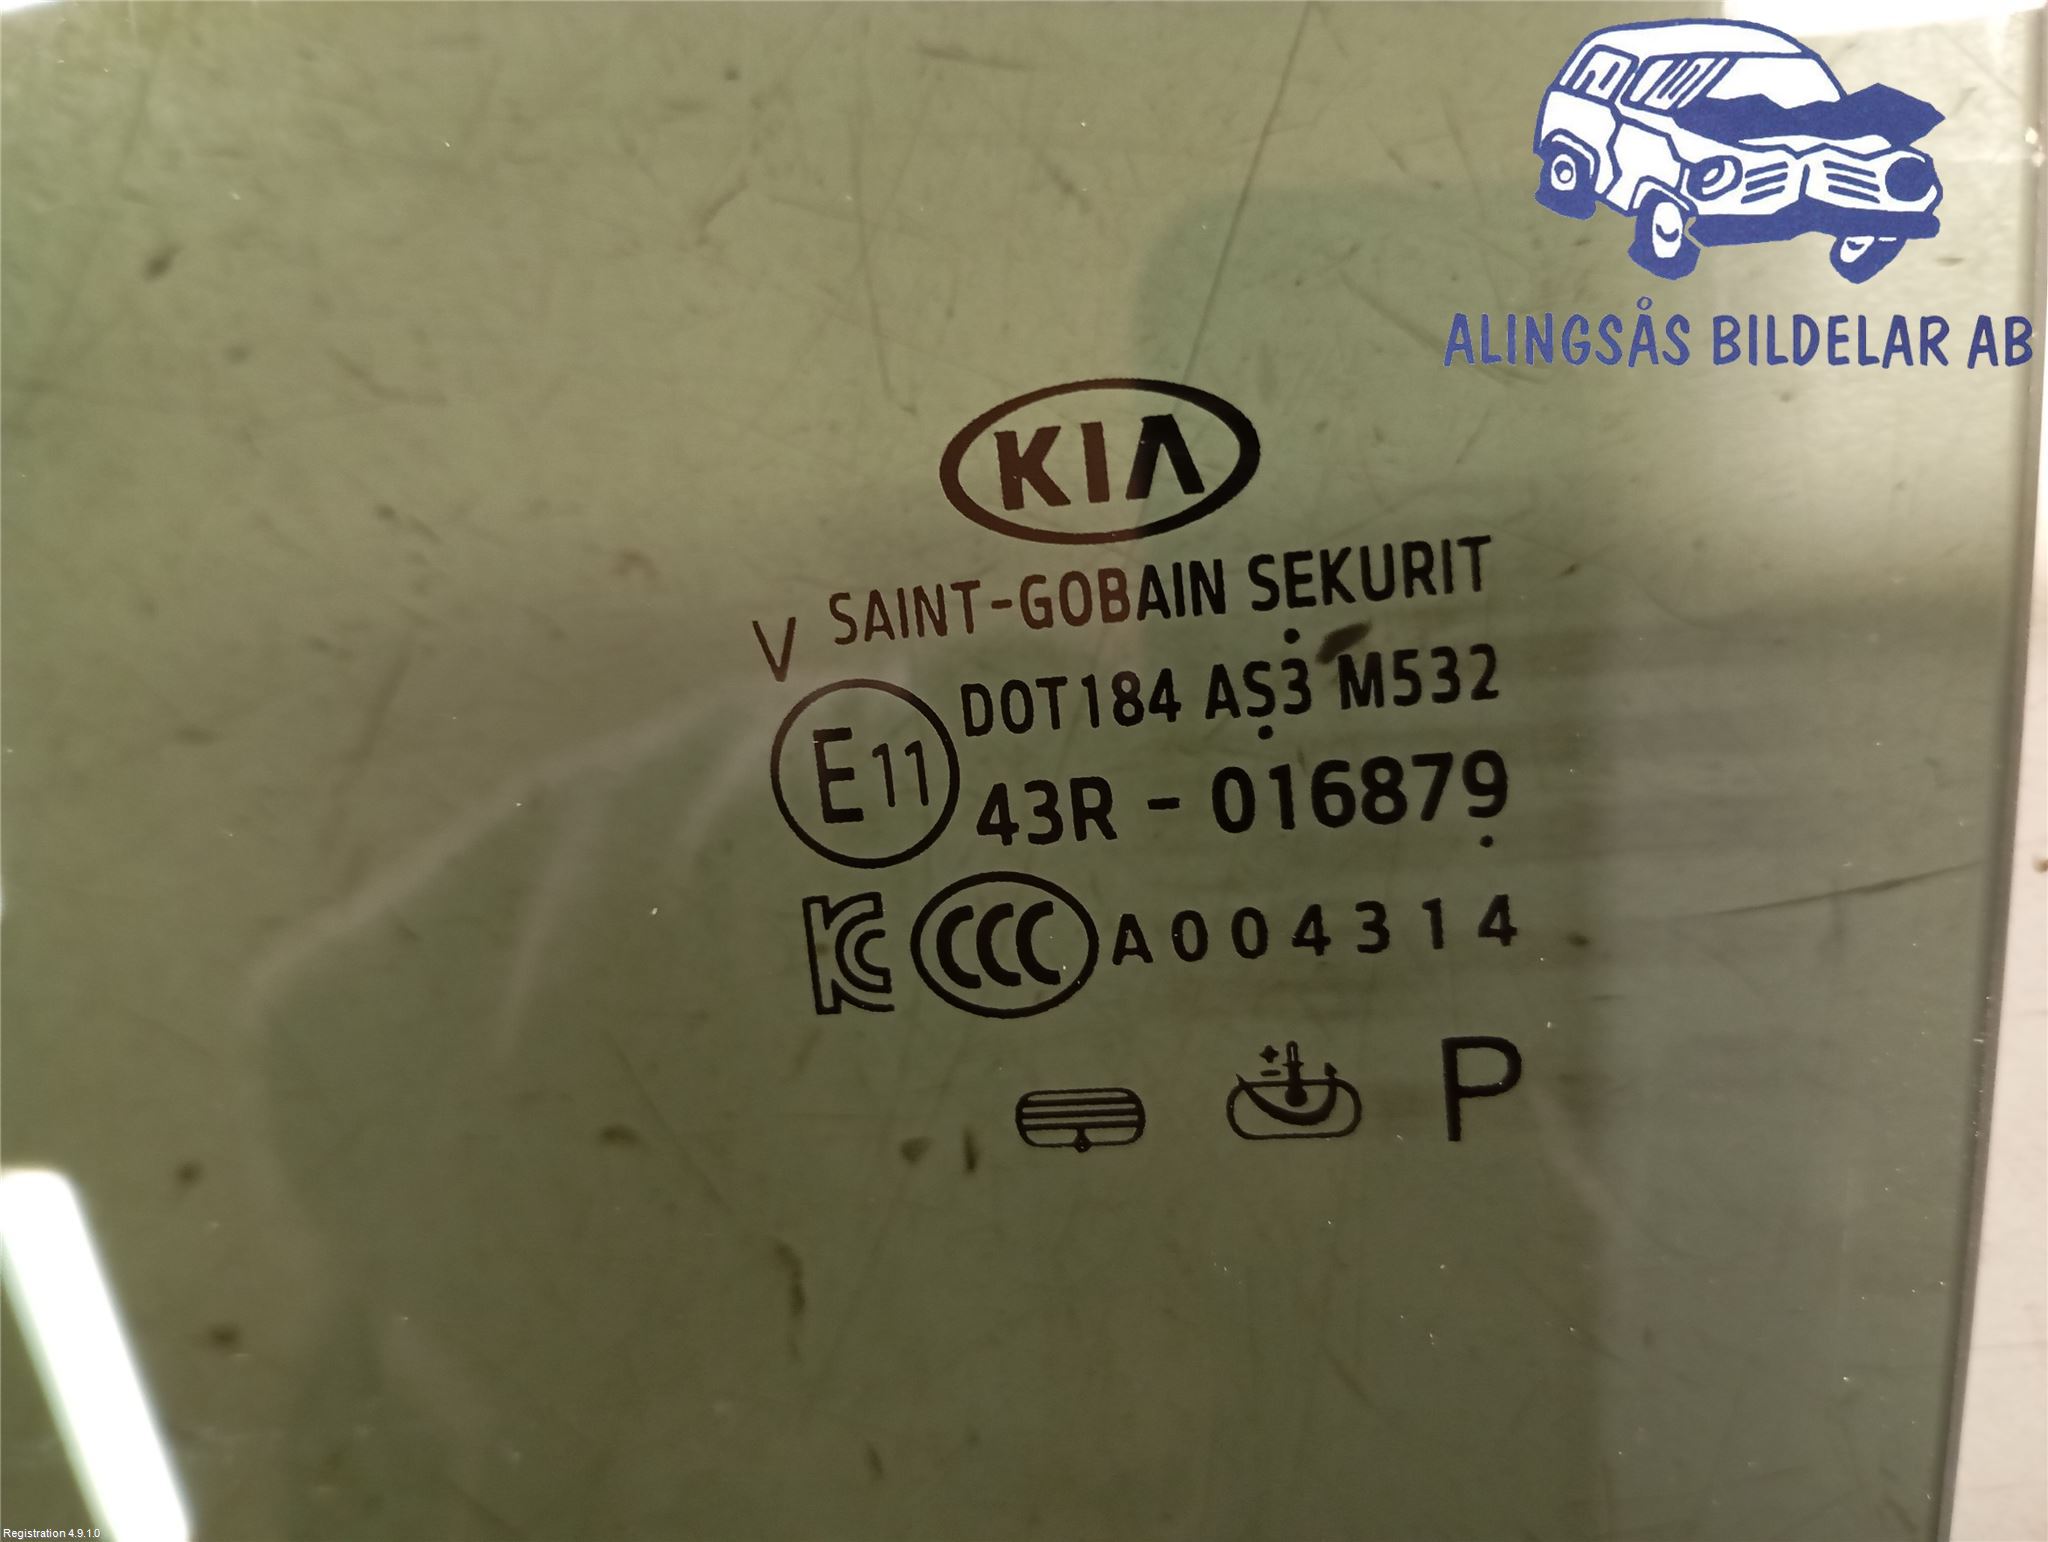 ALINGSÅS BILDELAR AB
KIA
V SAINT-GOBAIN SEKURIT
DOT184 AS3 M532
E11 43R - 016879
KC CCC A004314
P
Registration 4.9.1.0